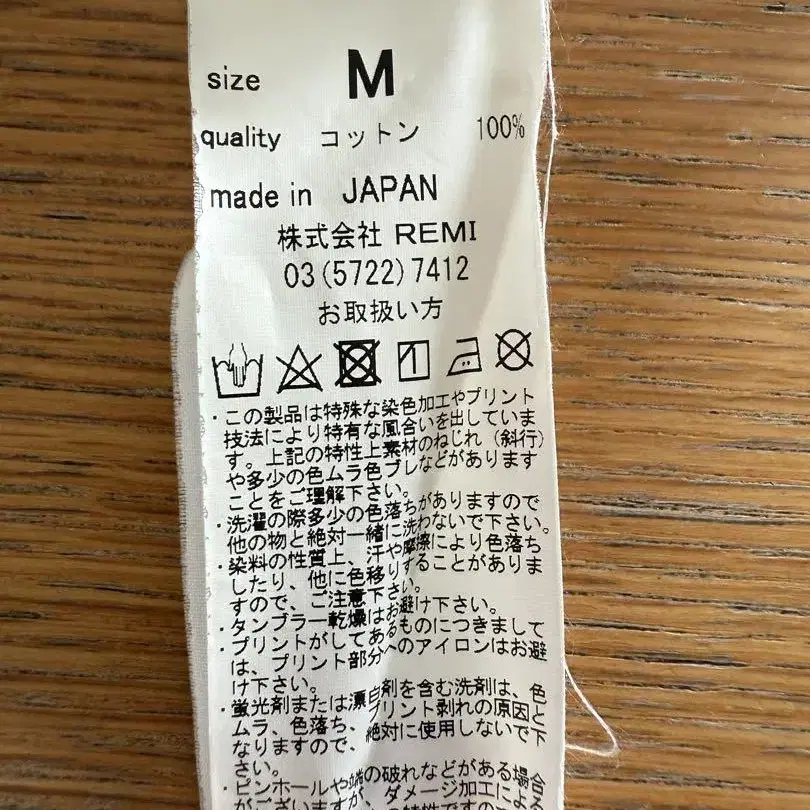 size M
quality コットン 100%
made in JAPAN
株式会社 REMI
03(5722)7412
お取扱い方
・この製品は特殊な染色加工やプリント
技法により特有な風合いを出していま
す。上記の特性上素材のねじれ（斜行）
や多少の色ムラ色ブレなどがあります
ことをご理解下さい。
・洗濯の際多少の色落ちがありますので
他の物と絶対一緒に洗わないで下さい。
・染料の性質上、汗や摩擦により色落ち
したり、他に色移りすることがありま
すので、ご注意下さい。
・タンブラー乾燥はお避け下さい。
・プリントがしてあるものにつきまして
は、プリント部分へのアイロンはお避
け下さい。
・蛍光剤または漂白剤を含む洗剤は、色
ムラ、色落ち、プリント剥れの原因と
なりますので、絶対に使用しないで下
さい。
・ピンホールや端の破れなどがある場合
がございますが、ダメージ加工による
の特性ですので